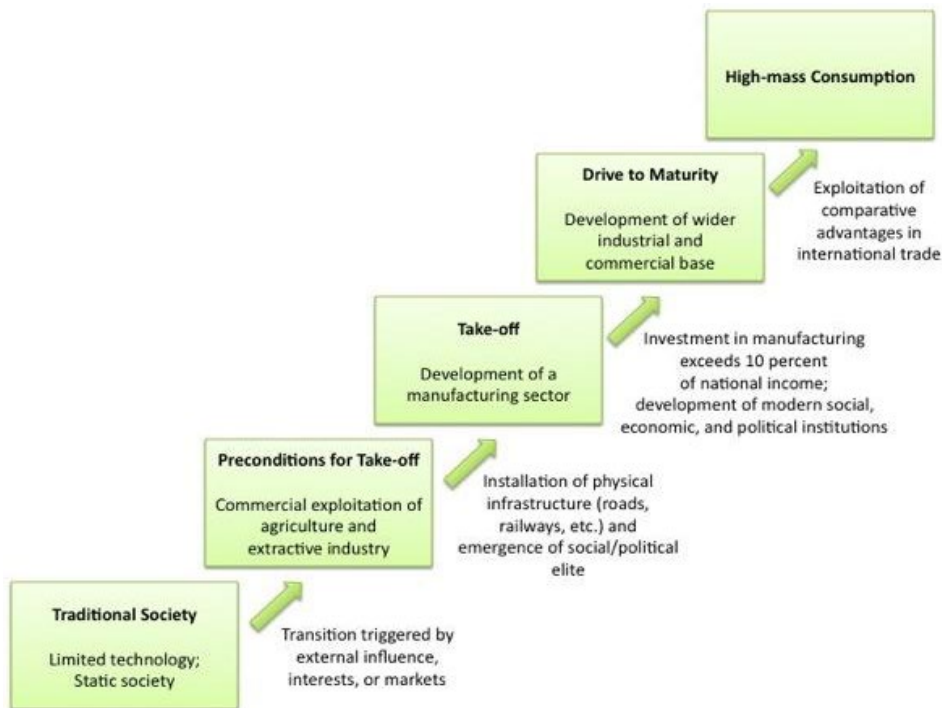 High-mass Consumption
Drive to Maturity
Development of wider
industrial and
commercial base
Exploitation of
comparative
advantages in
international trade
Take-off
Development of a
manufacturing sector
Investment in manufacturing
exceeds 10 percent
of national income;
development of modern social,
economic, and political institutions
Preconditions for Take-off
Commercial exploitation of
agriculture and
extractive industry
Installation of physical
infrastructure (roads,
railways, etc.) and
emergence of social/political
elite
Traditional Society
Limited technology;
Static society
Transition triggered by
external influence,
interests, or markets